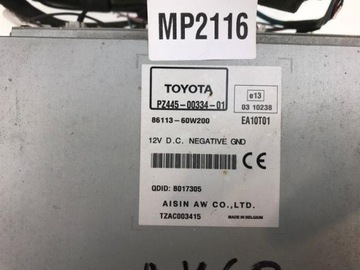 MP2116
TOYOTA
PZ445-00334-01
86113-60W200
e13
03 10238
EA10T01
12V D.C. NEGATIVE GND
CE
QDID: B017305
AISIN AW CO.,LTD.
TZAC003415
MADE IN BELGIUM